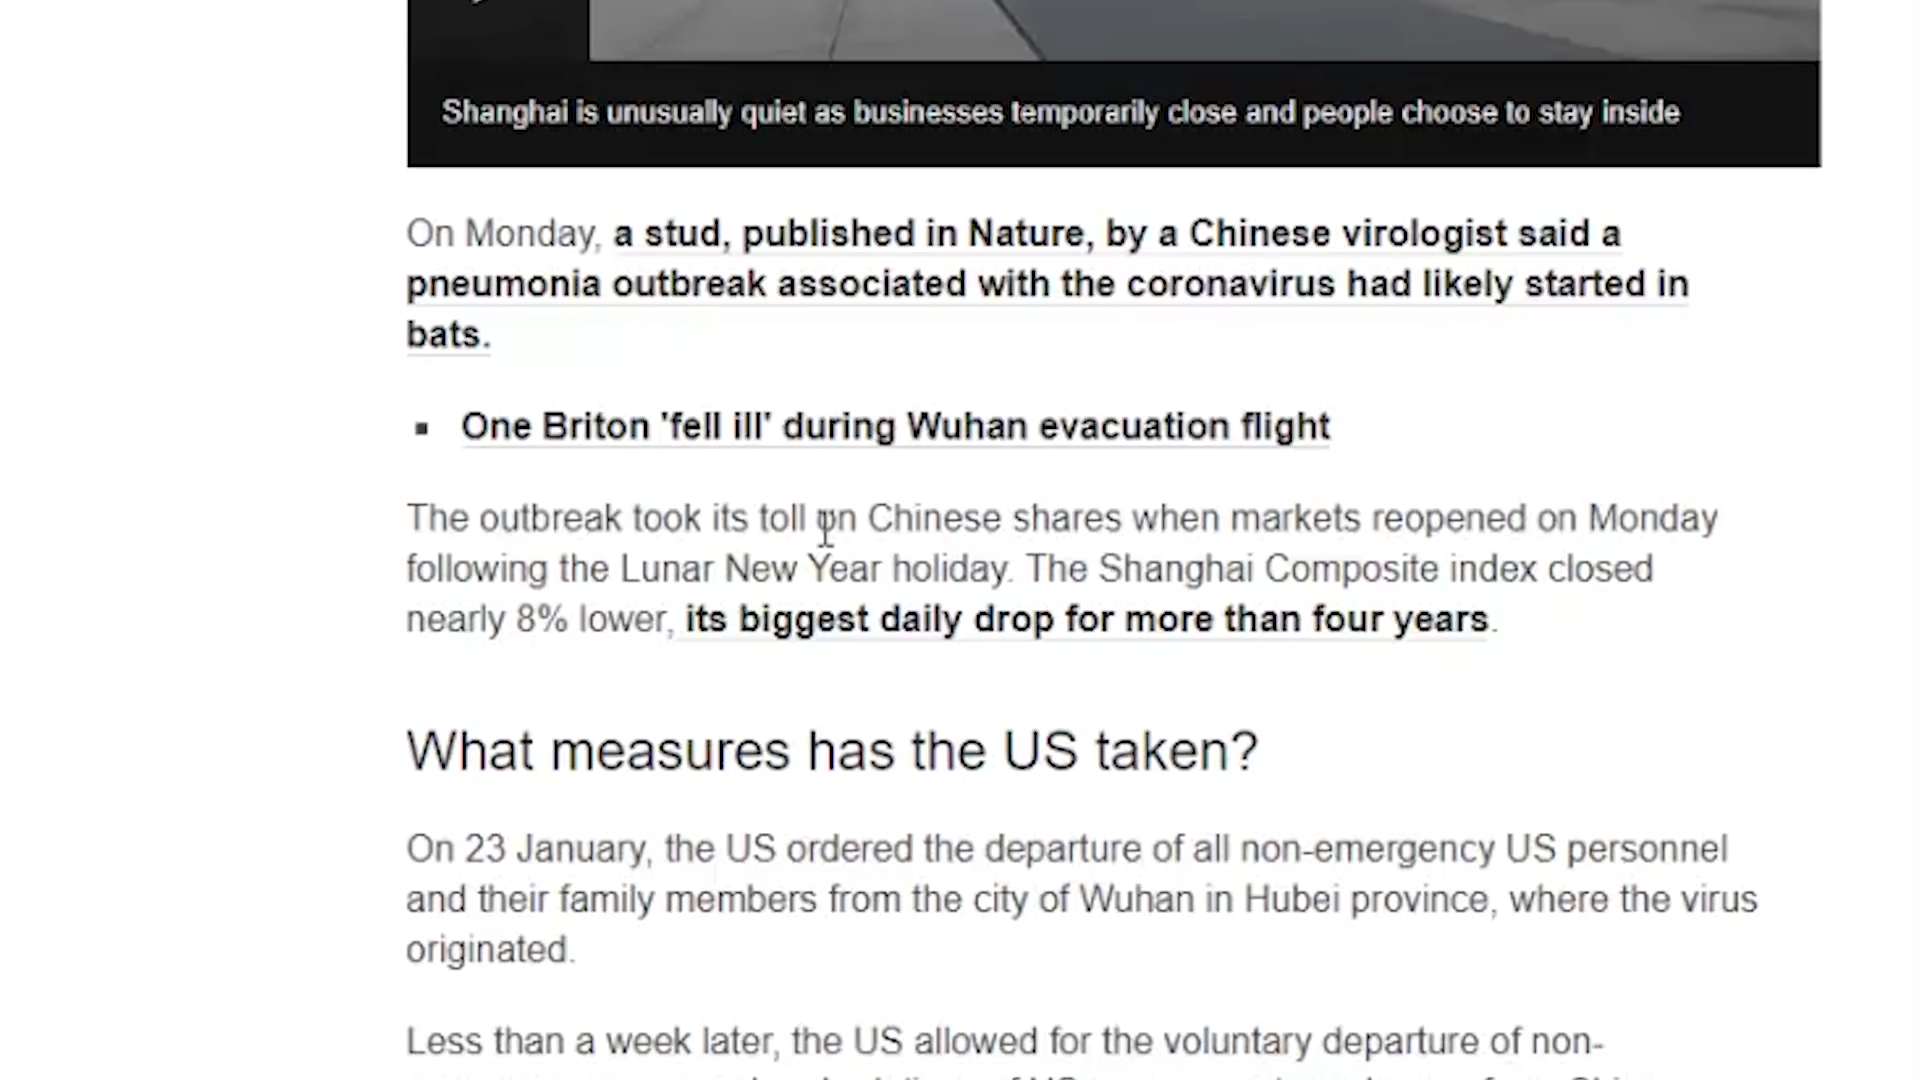 Shanghai is unusually quiet as businesses temporarily close and people choose to stay inside
On Monday, a stud, published in Nature, by a Chinese virologist said a
pneumonia outbreak associated with the coronavirus had likely started in
bats.
▪ One Briton 'fell ill' during Wuhan evacuation flight
The outbreak took its toll on Chinese shares when markets reopened on Monday
following the Lunar New Year holiday. The Shanghai Composite index closed
nearly 8% lower, its biggest daily drop for more than four years.
What measures has the US taken?
On 23 January, the US ordered the departure of all non-emergency US personnel
and their family members from the city of Wuhan in Hubei province, where the virus
originated.
Less than a week later, the US allowed for the voluntary departure of non-